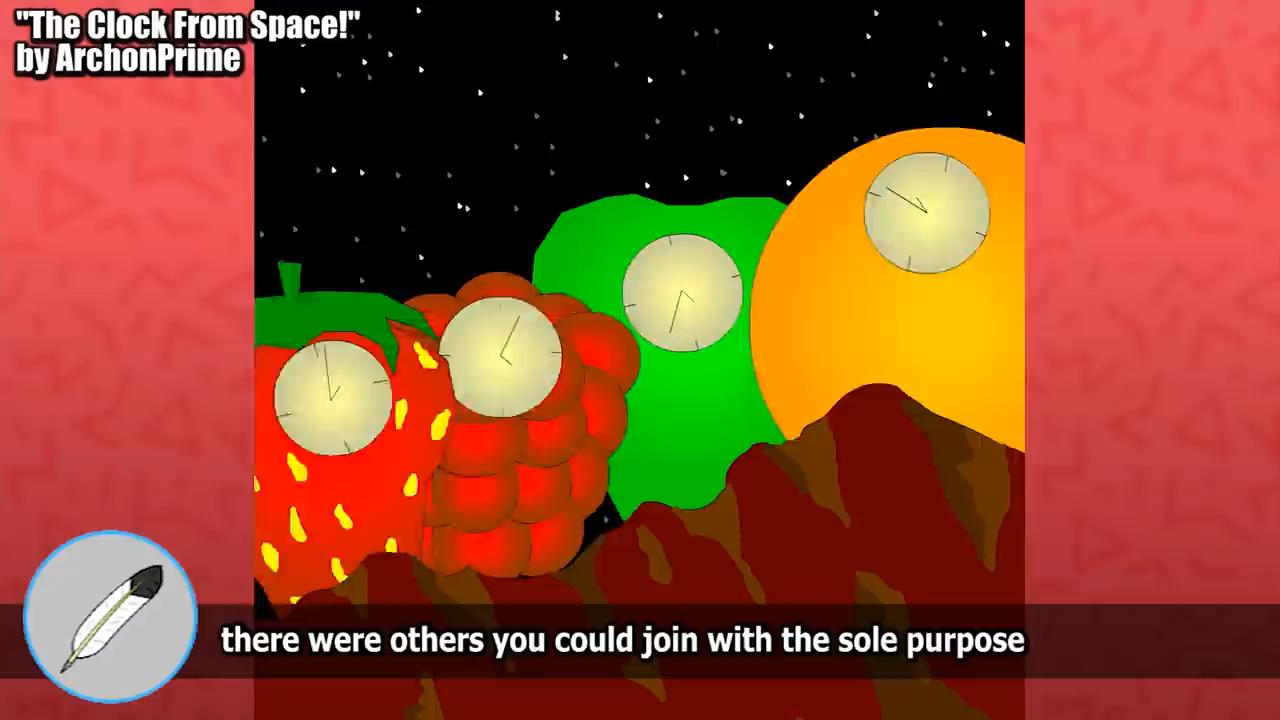 "The Clock From Space!"
by ArchonPrime
there were others you could join with the sole purpose